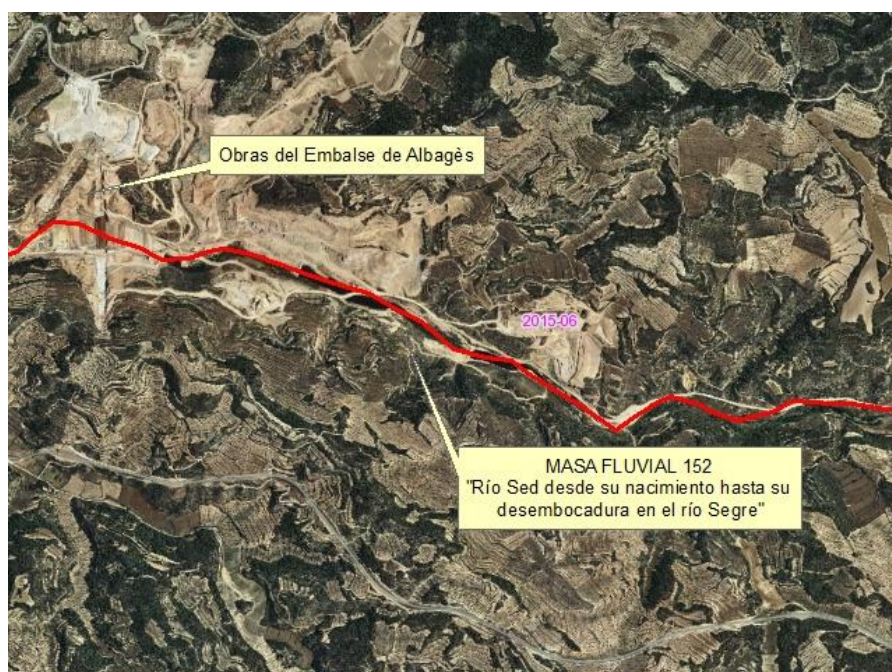 Obras del Embalse de Albagès
2015-06
MASA FLUVIAL 152
"Río Sed desde su nacimiento hasta su
desembocadura en el río Segre"